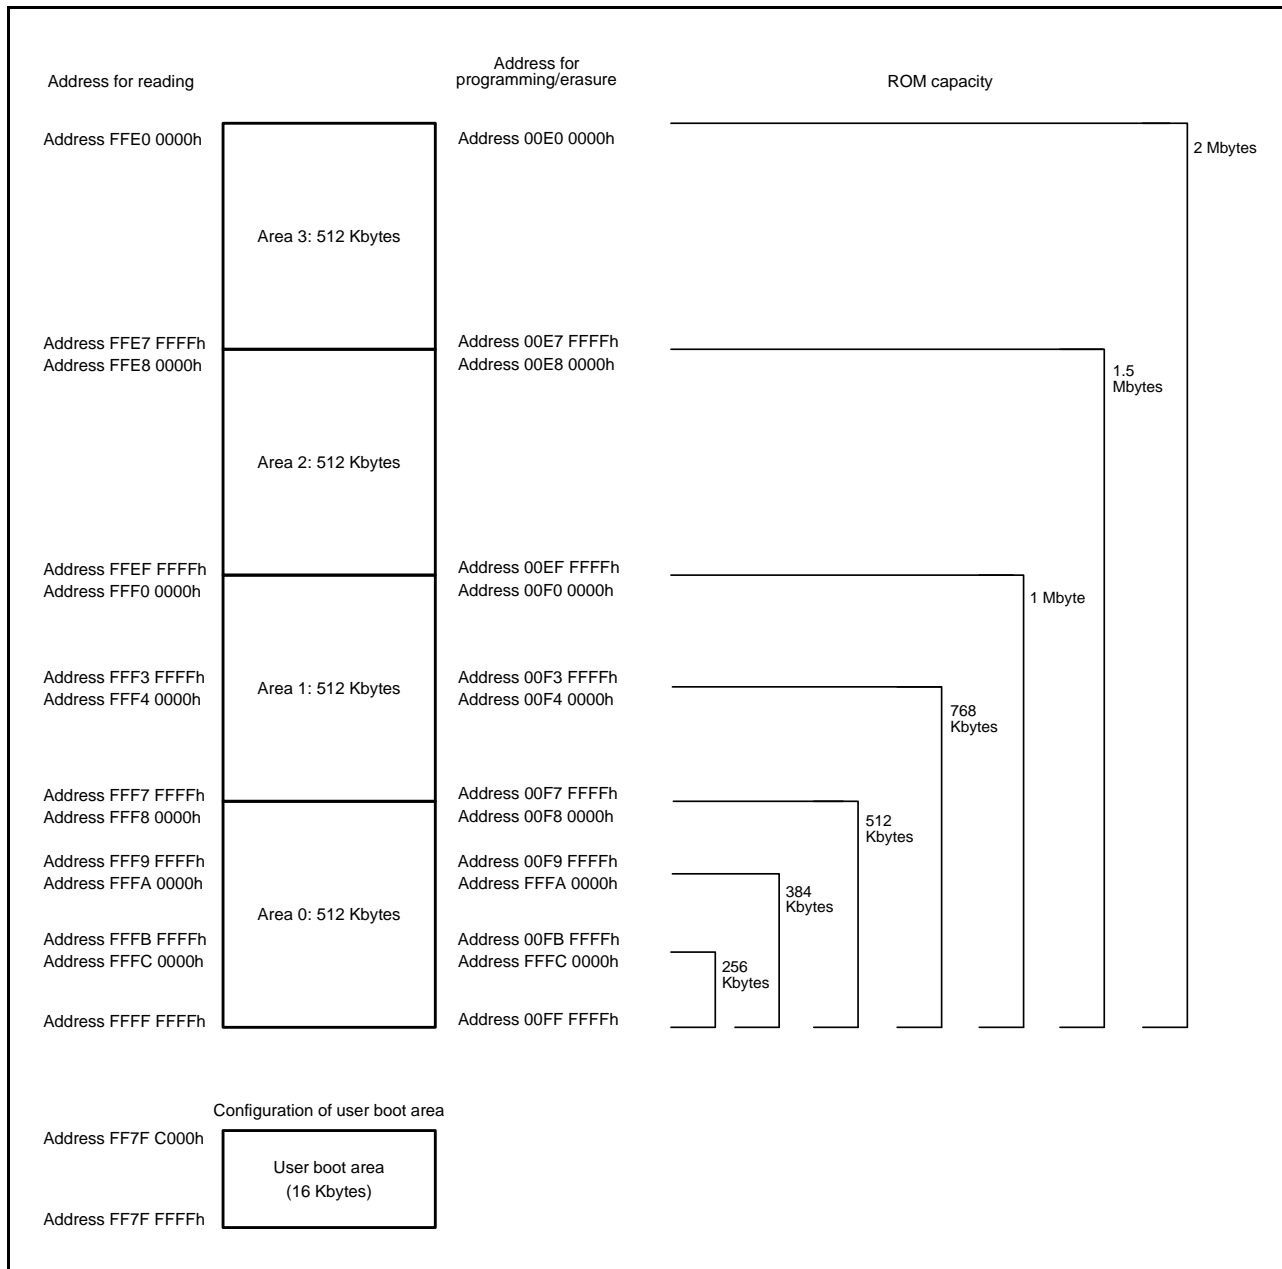 Address for reading
Address for
programming/erasure
ROM capacity
Address FFE0 0000h
Address 00E0 0000h
2 Mbytes
Area 3: 512 Kbytes
Address FFE7 FFFFh
Address 00E7 FFFFh
Address FFE8 0000h
Address 00E8 0000h
1.5
Mbytes
Area 2: 512 Kbytes
Address FFEF FFFFh
Address 00EF FFFFh
Address FFF0 0000h
Address 00F0 0000h
1 Mbyte
Address FFF3 FFFFh
Area 1: 512 Kbytes
Address 00F3 FFFFh
Address FFF4 0000h
Address 00F4 0000h
768
Kbytes
Address FFF7 FFFFh
Address 00F7 FFFFh
Address FFF8 0000h
Address 00F8 0000h
512
Kbytes
Address FFF9 FFFFh
Address 00F9 FFFFh
Address FFFA 0000h
Address FFFA 0000h
384
Kbytes
Area 0: 512 Kbytes
Address FFFB FFFFh
Address 00FB FFFFh
Address FFFC 0000h
Address FFFC 0000h
256
Kbytes
Address FFFF FFFFh
Address 00FF FFFFh
Configuration of user boot area
Address FF7F C000h
User boot area
(16 Kbytes)
Address FF7F FFFFh